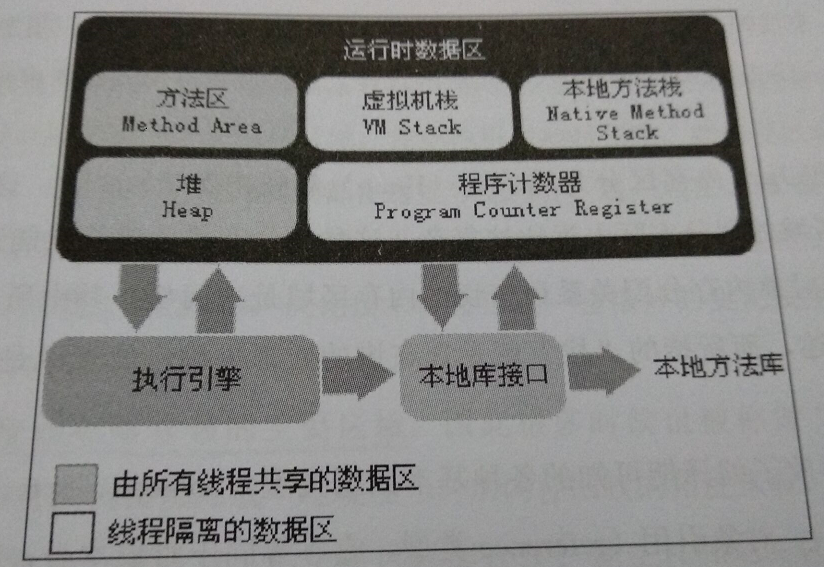 运行时数据区
方法区
Method Area
虚拟机栈
VM Stack
本地方法栈
Native Method
Stack
堆
Heap
程序计数器
Program Counter Register
执行引擎
本地库接口
本地方法库
由所有线程共享的数据区
线程隔离的数据区